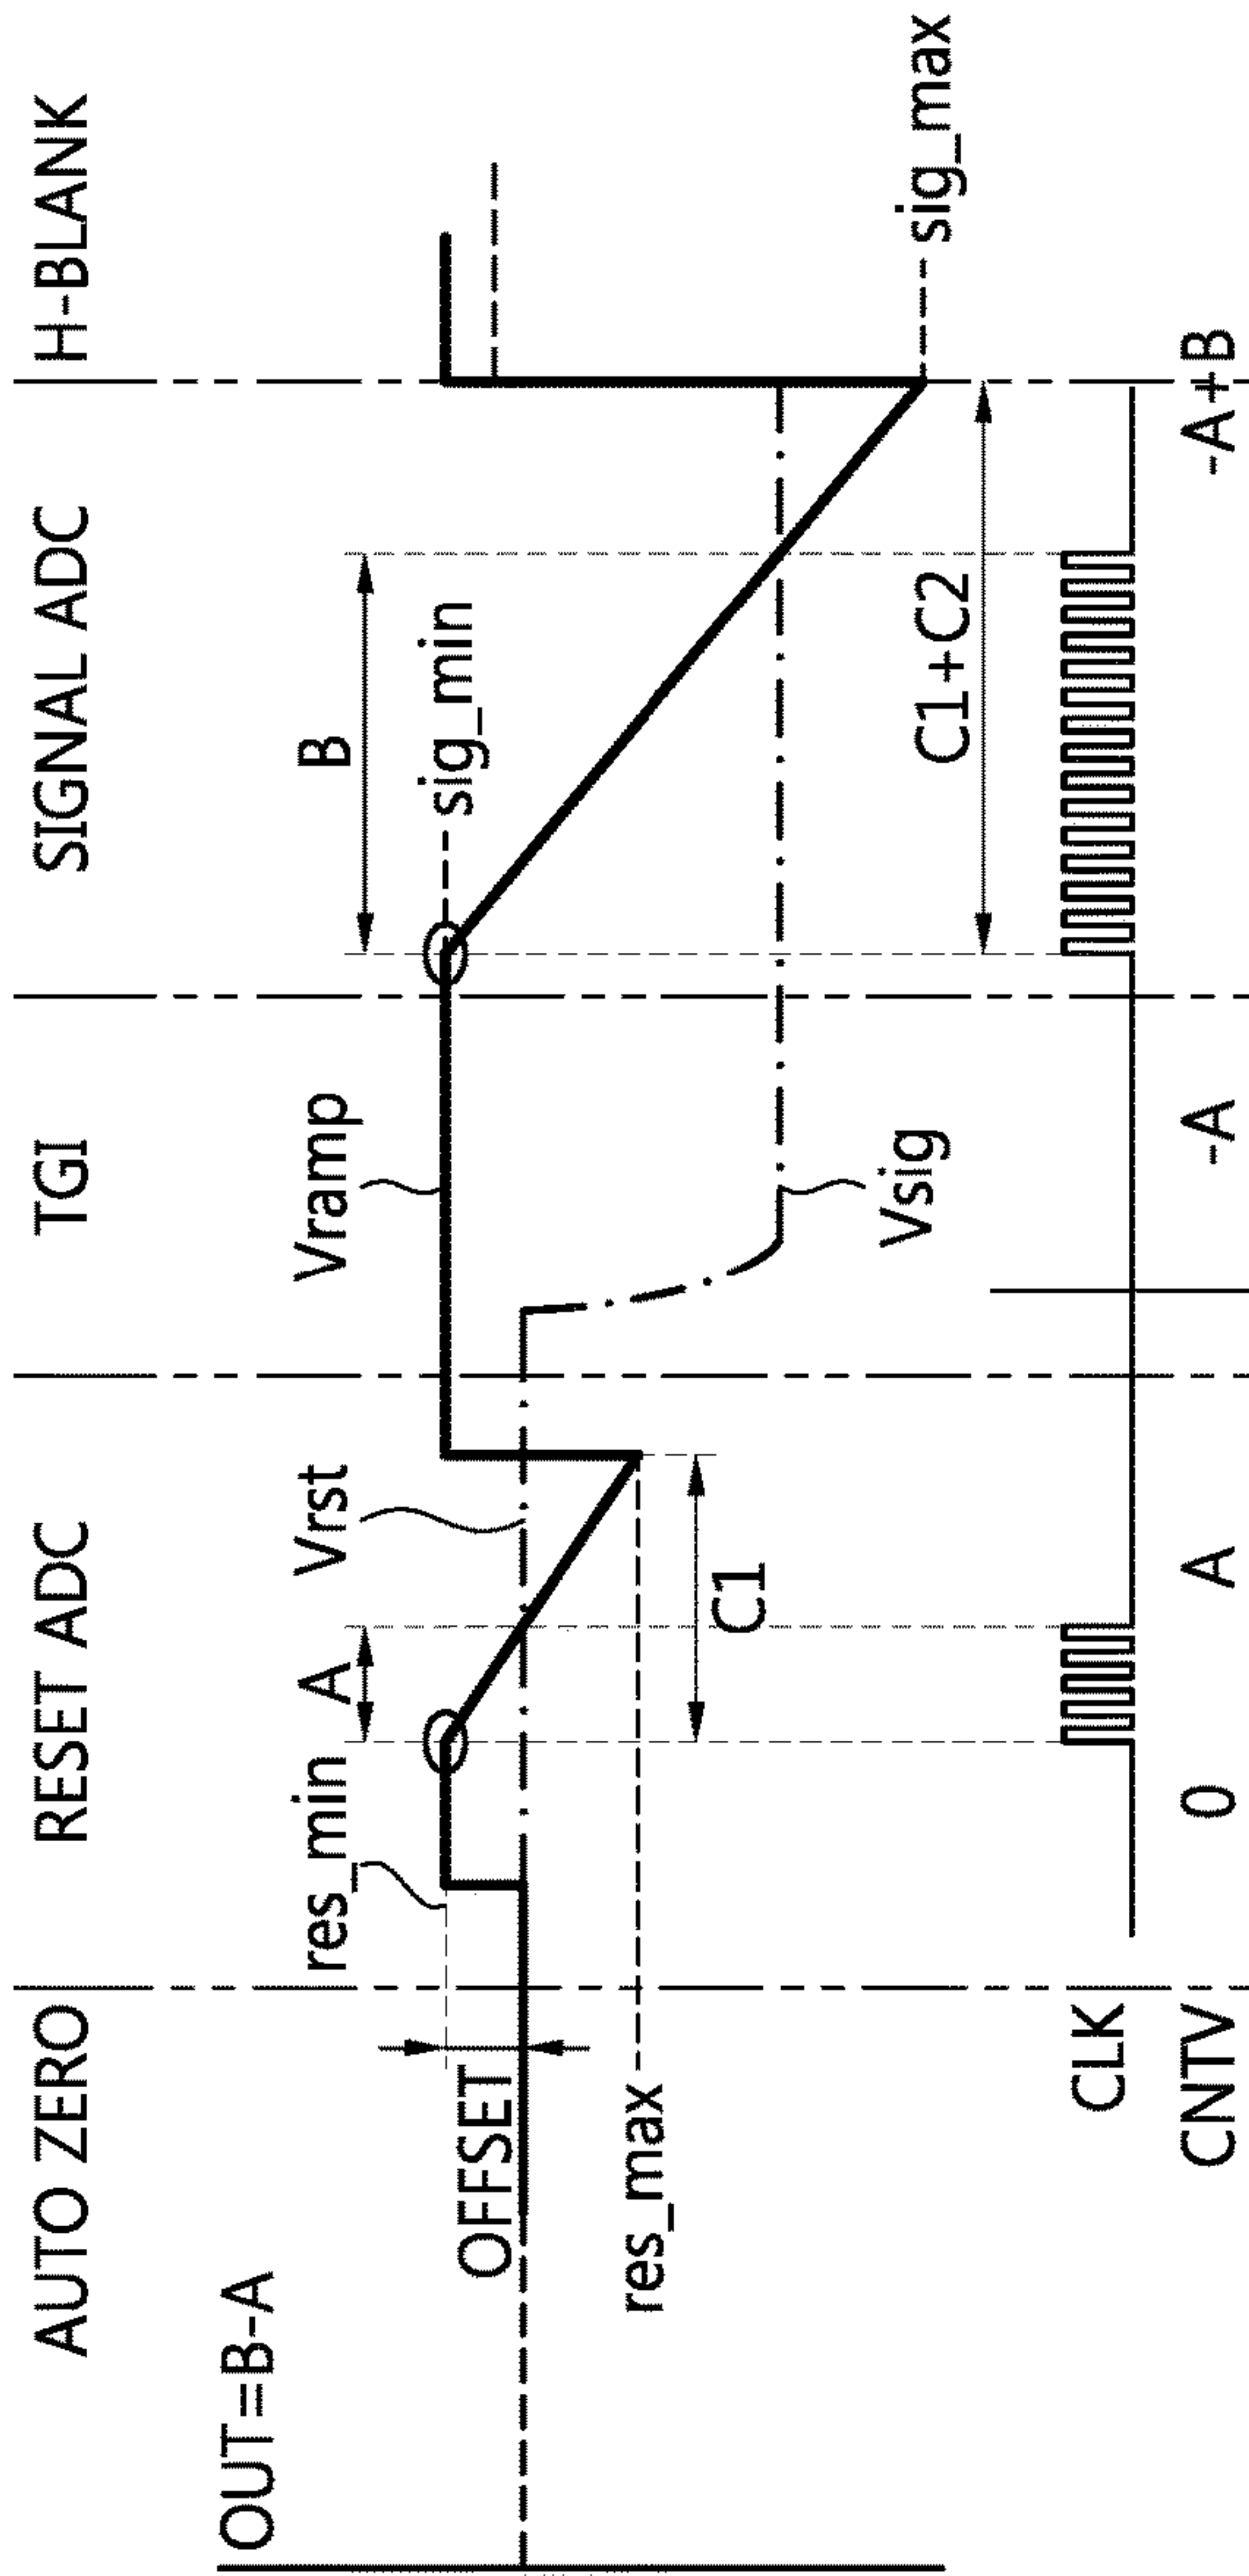 AUTO ZERO
RESET ADC
TGI
SIGNAL ADC
H-BLANK
OUT=B-A
res_min
A
Vrst
Vramp
B
sig_min
OFFSET
res_max
C1
Vsig
C1+C2
sig_max
CLK
CNTV
0
A
-A
-A+B